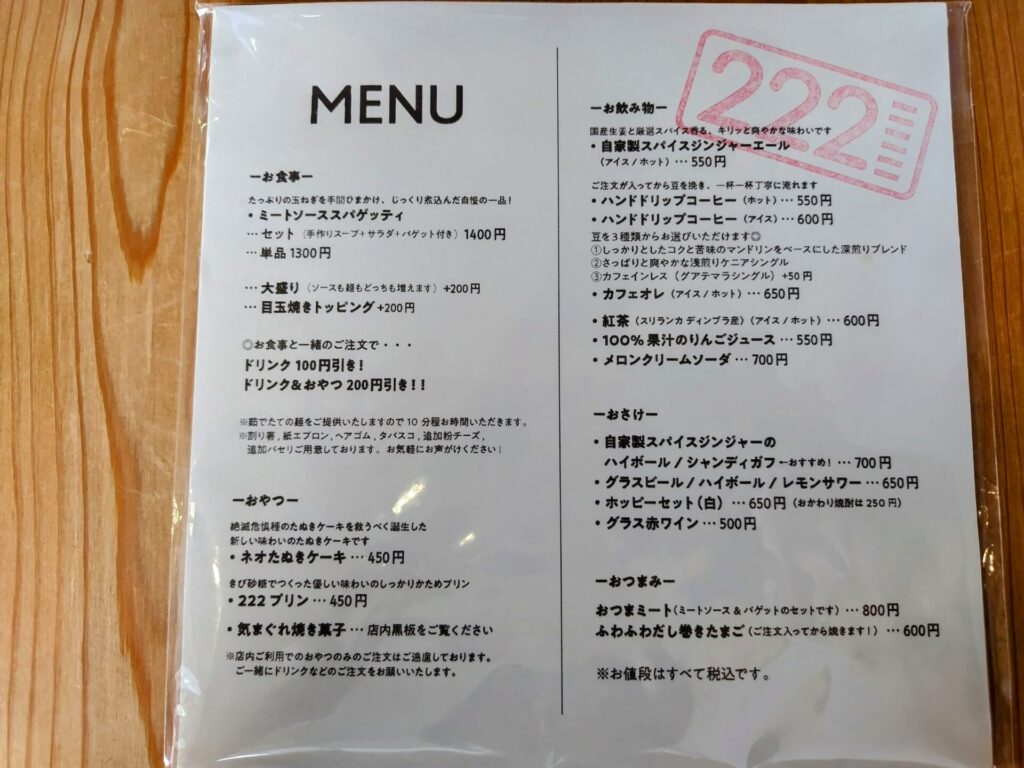 MENU
ーお食事ー
たっぷりの玉ねぎを手間ひまかけ、じっくり煮込んだ自慢の一品!
・ミートソーススパゲッティ
… セット (手作りスープ+サラダ+バゲット付き) 1400円
… 単品 1300円
… 大盛り (ソースも麺もどっちも増えます) +200円
… 目玉焼きトッピング +200円
◎お食事と一緒のご注文で・・・
ドリンク 100円引き!
ドリンク&おやつ 200円引き!!
※茹でたての麺をご提供いたしますので 10 分程お時間いただきます。
※割り箸, 紙エプロン, ヘアゴム, タバスコ, 追加粉チーズ,
追加パセリご用意しております。お気軽にお声がけください!
ーおやつー
絶滅危惧種のたぬきケーキを救うべく誕生した
新しい味わいのたぬきケーキです
・ネオたぬきケーキ … 450円
きび砂糖でつくった優しい味わいのしっかりかためプリン
・222 プリン … 450円
・気まぐれ焼き菓子 … 店内黒板をご覧ください
※店内ご利用でのおやつのみのご注文はご遠慮しております。
ご一緒にドリンクなどのご注文をお願いいたします。
222
ーお飲み物ー
国産生姜と厳選スパイス香る、キリッと爽やかな味わいです
・自家製スパイスジンジャーエール
(アイス / ホット) … 550円
ご注文が入ってから豆を挽き、一杯一杯丁寧に淹れます
・ハンドドリップコーヒー (ホット) … 550円
・ハンドドリップコーヒー (アイス) … 600円
豆を3種類からお選びいただけます◎
①しっかりとしたコクと苦味のマンドリンをベースにした深煎りブレンド
②さっぱりと爽やかな浅煎りケニアシングル
③カフェインレス (グアテマラシングル) +50円
・カフェオレ (アイス / ホット) … 650円
・紅茶 (スリランカ ディンブラ産) (アイス / ホット) … 600円
・100%果汁のりんごジュース … 550円
・メロンクリームソーダ … 700円
ーおさけー
・自家製スパイスジンジャーの
ハイボール / シャンディガフ ←おすすめ! … 700円
・グラスビール / ハイボール / レモンサワー … 650円
・ホッピーセット (白) … 650円 (おかわり焼酎は 250円)
・グラス赤ワイン … 500円
ーおつまみー
おつまミート (ミートソース & バゲットのセットです) … 800円
ふわふわだし巻きたまご (ご注文入ってから焼きます!) … 600円
※お値段はすべて税込です。